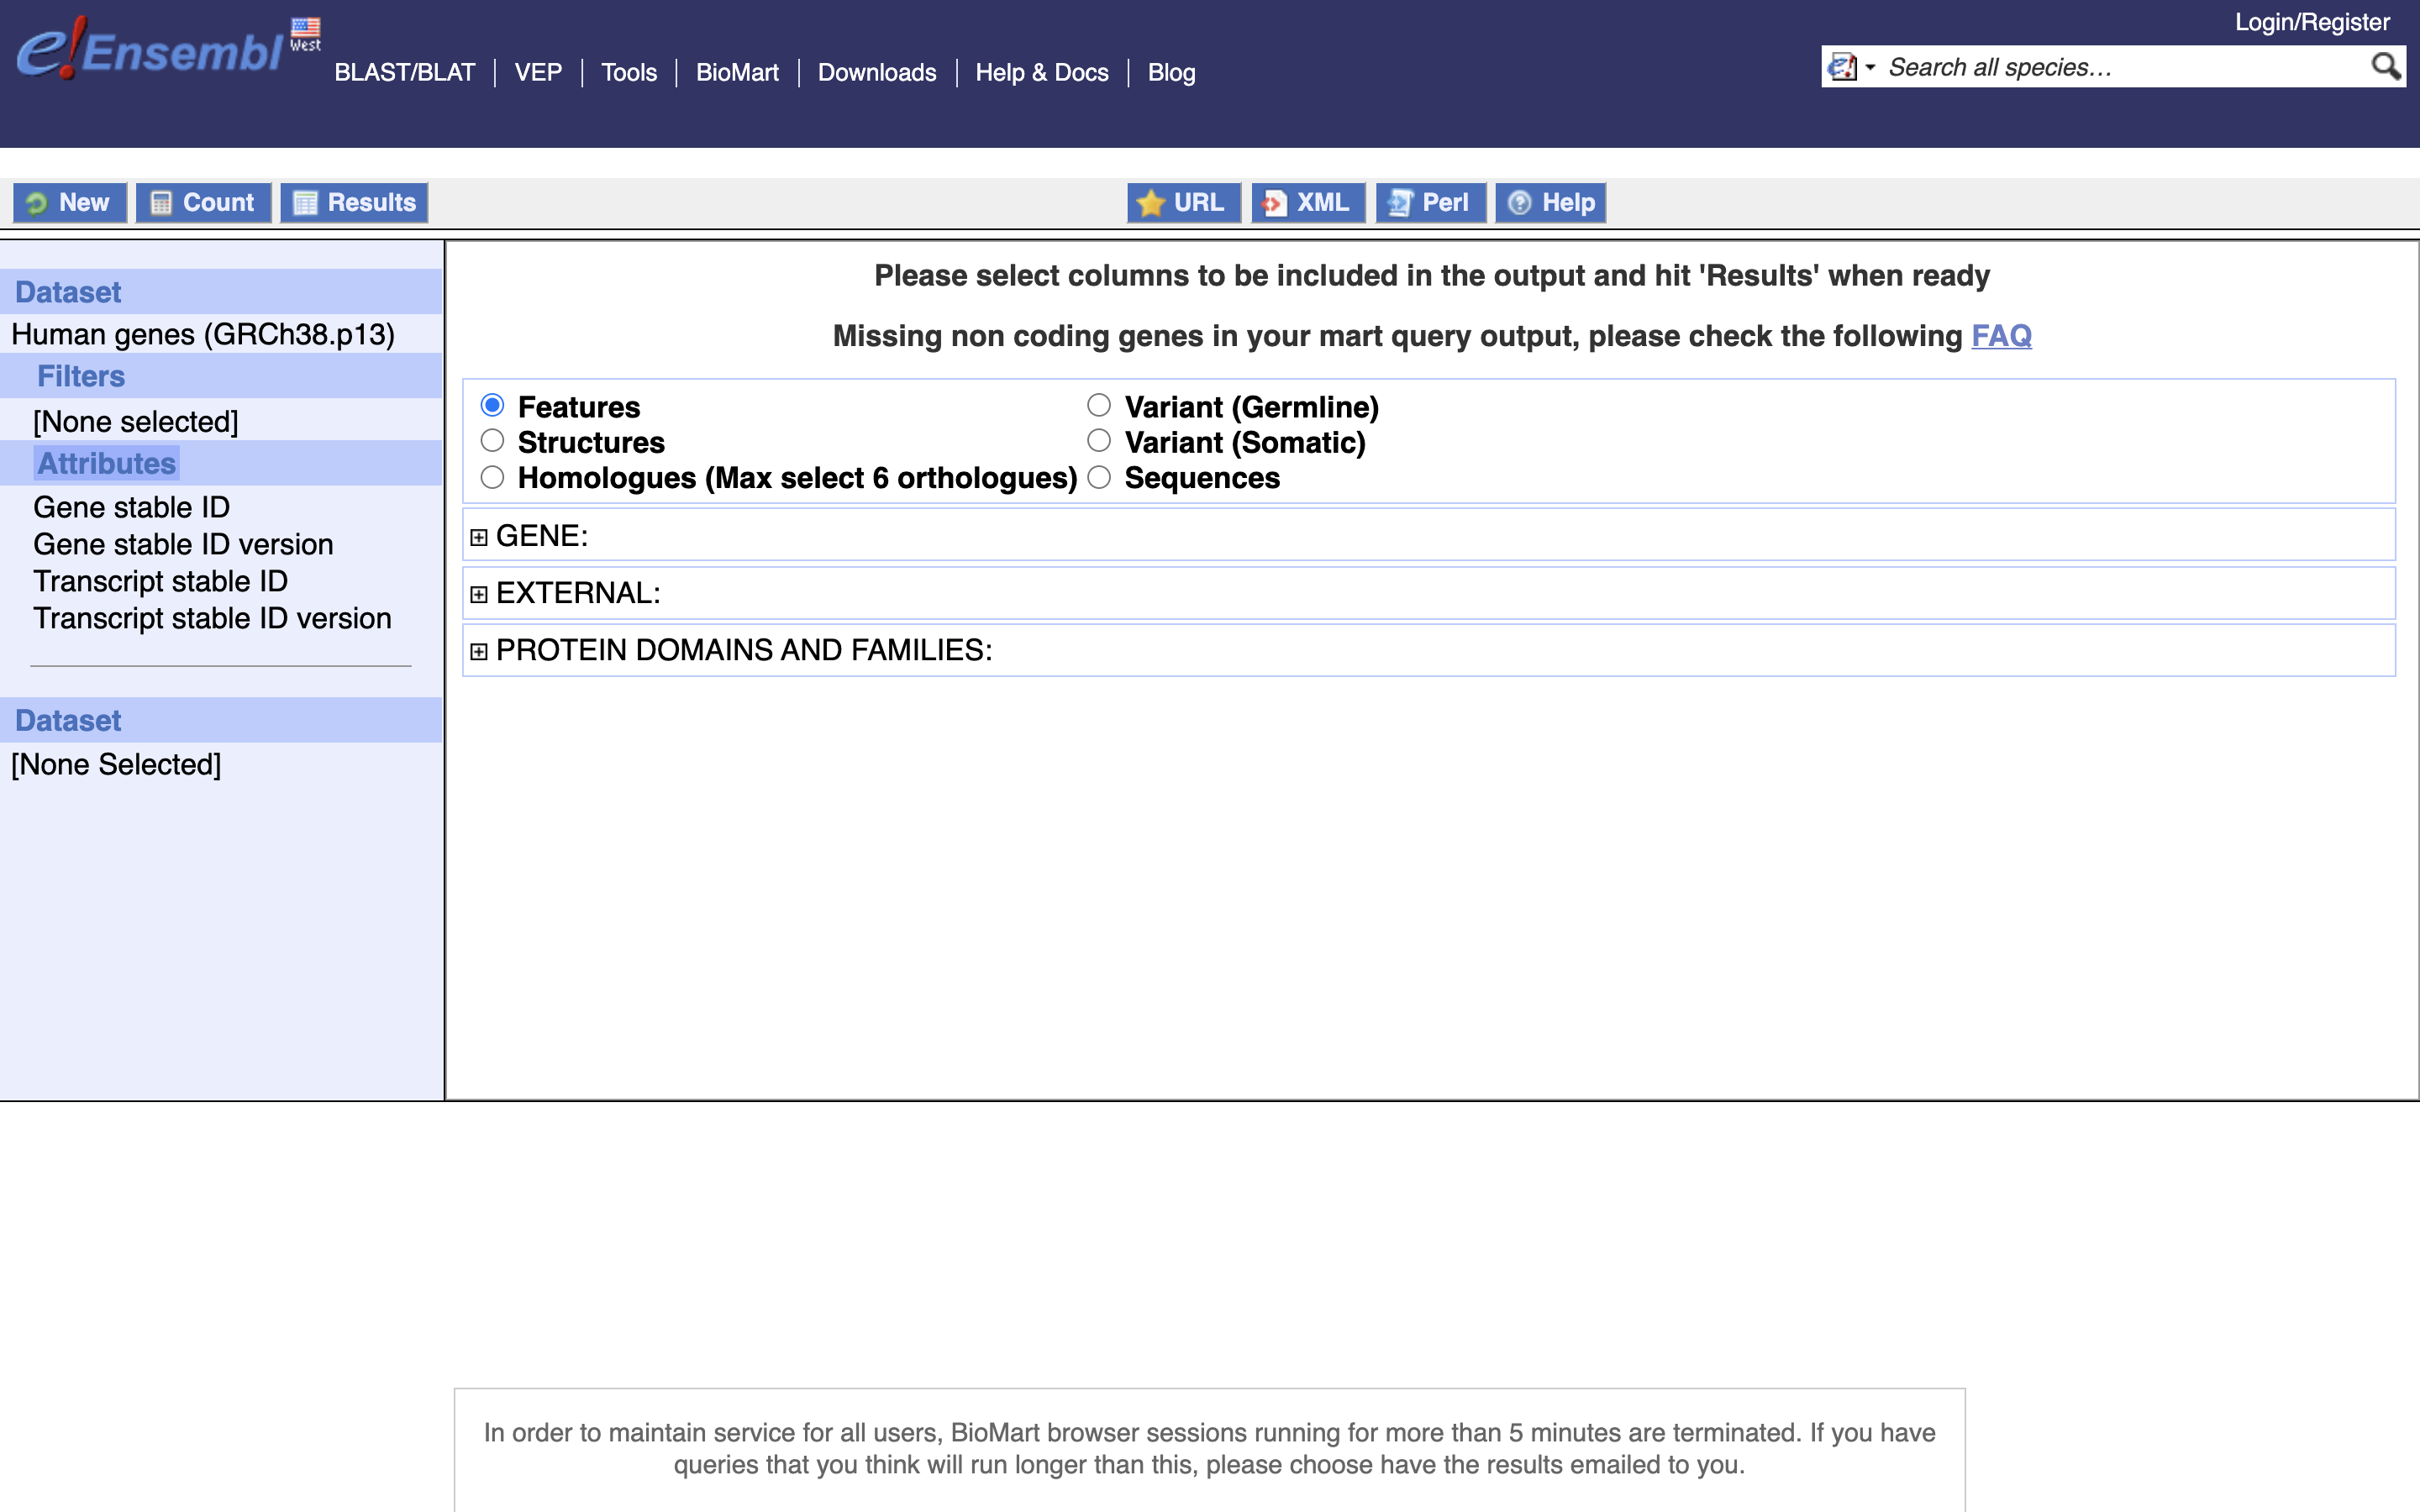 e!Ensembl West
Login/Register
BLAST/BLAT | VEP | Tools | BioMart | Downloads | Help & Docs | Blog
Search all species...
New Count Results URL XML Perl Help
Dataset
Human genes (GRCh38.p13)
Filters
[None selected]
Attributes
Gene stable ID
Gene stable ID version
Transcript stable ID
Transcript stable ID version
Dataset
[None Selected]
Please select columns to be included in the output and hit 'Results' when ready
Missing non coding genes in your mart query output, please check the following FAQ
Features Variant (Germline)
Structures Variant (Somatic)
Homologues (Max select 6 orthologues) Sequences
GENE:
EXTERNAL:
PROTEIN DOMAINS AND FAMILIES:
In order to maintain service for all users, BioMart browser sessions running for more than 5 minutes are terminated. If you have
queries that you think will run longer than this, please choose have the results emailed to you.